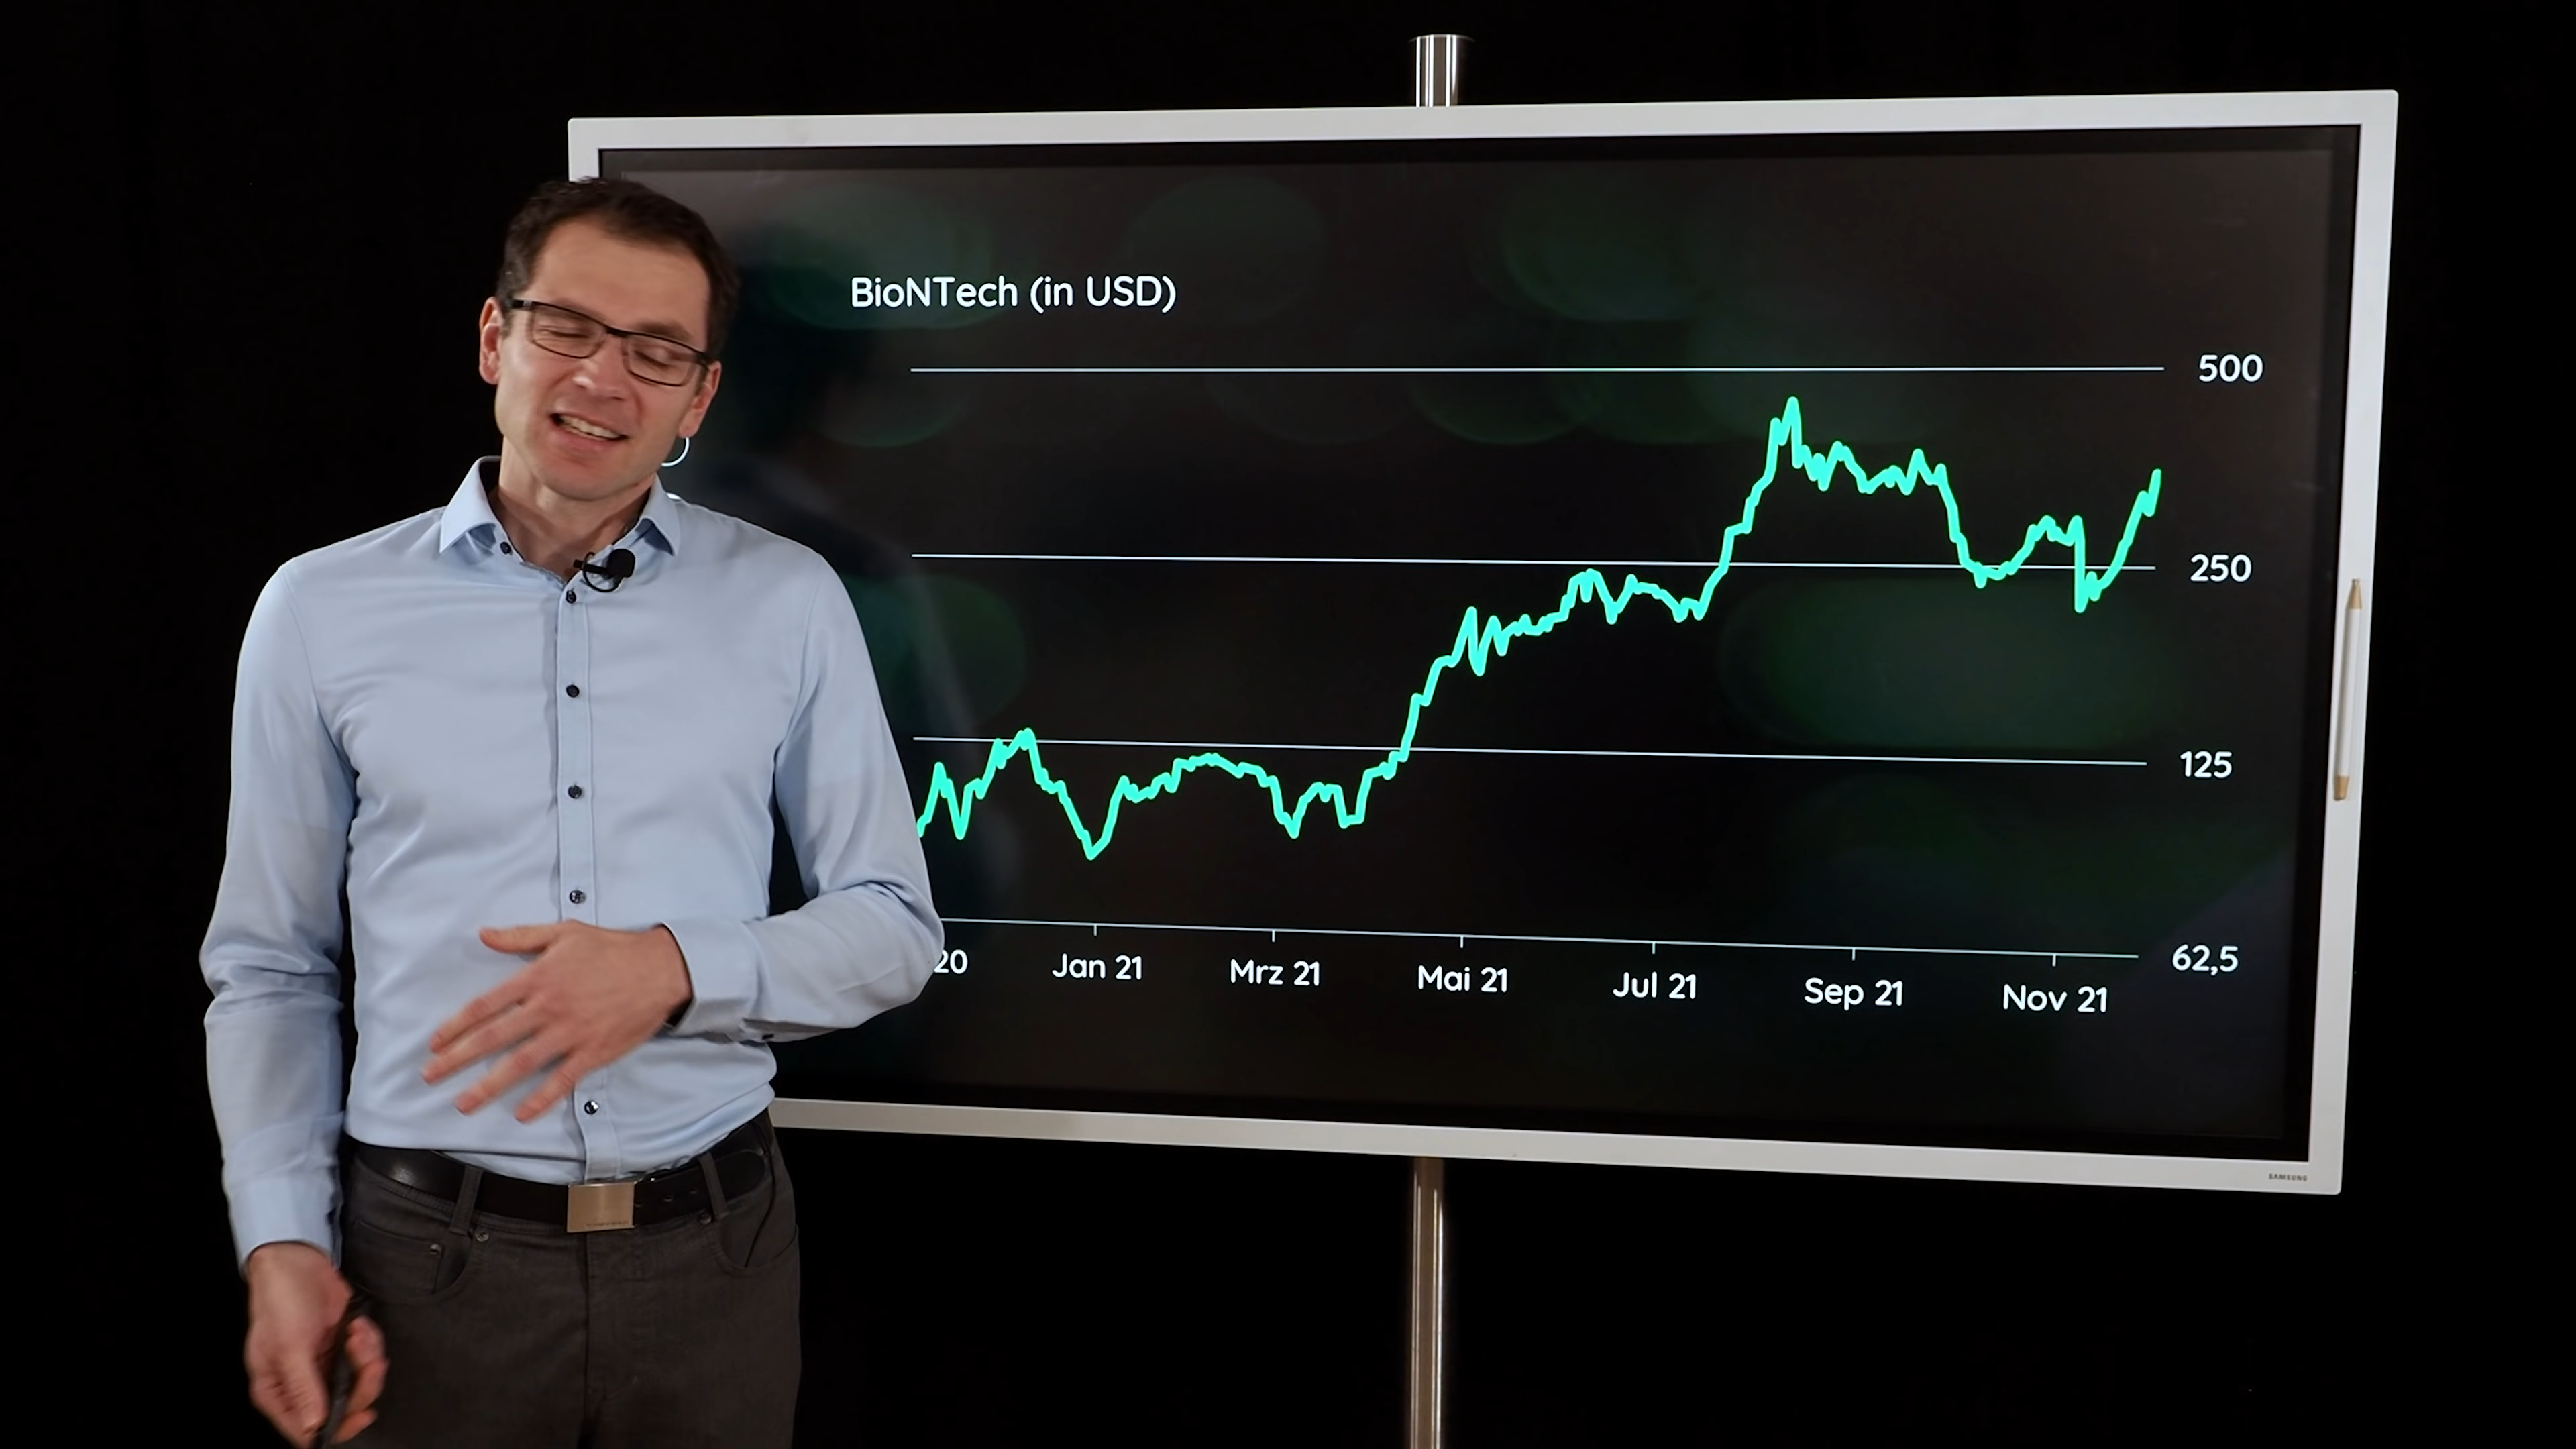 BioNTech (in USD)
500
250
125
62,5
20
Jan 21
Mrz 21
Mai 21
Jul 21
Sep 21
Nov 21
SAMSUNG